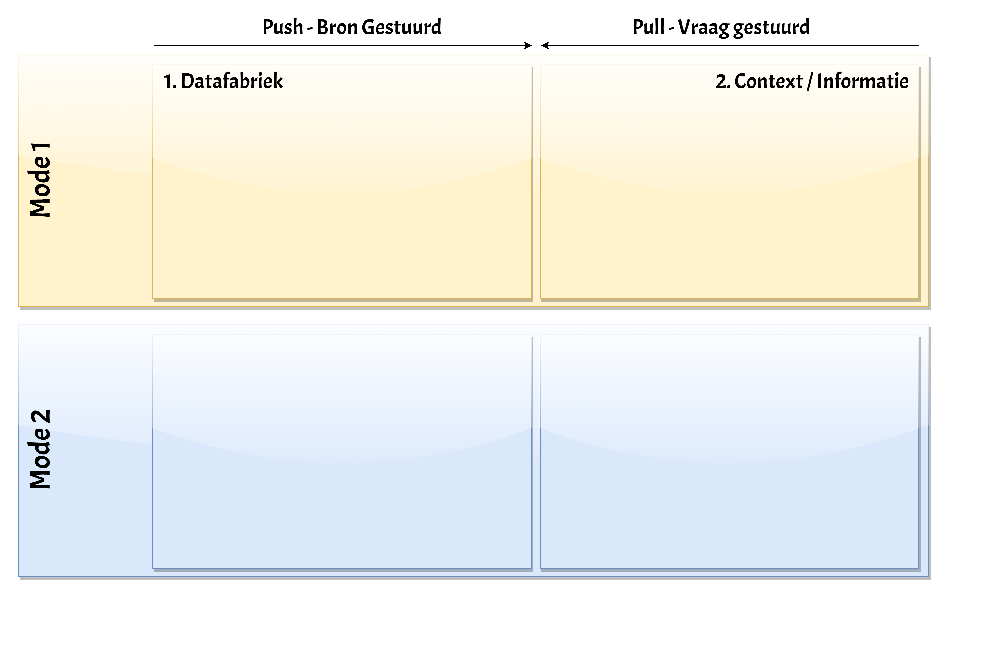 Push - Bron Gestuurd
Pull - Vraag gestuurd
1. Datafabriek
2. Context / Informatie
Mode 1
Mode 2